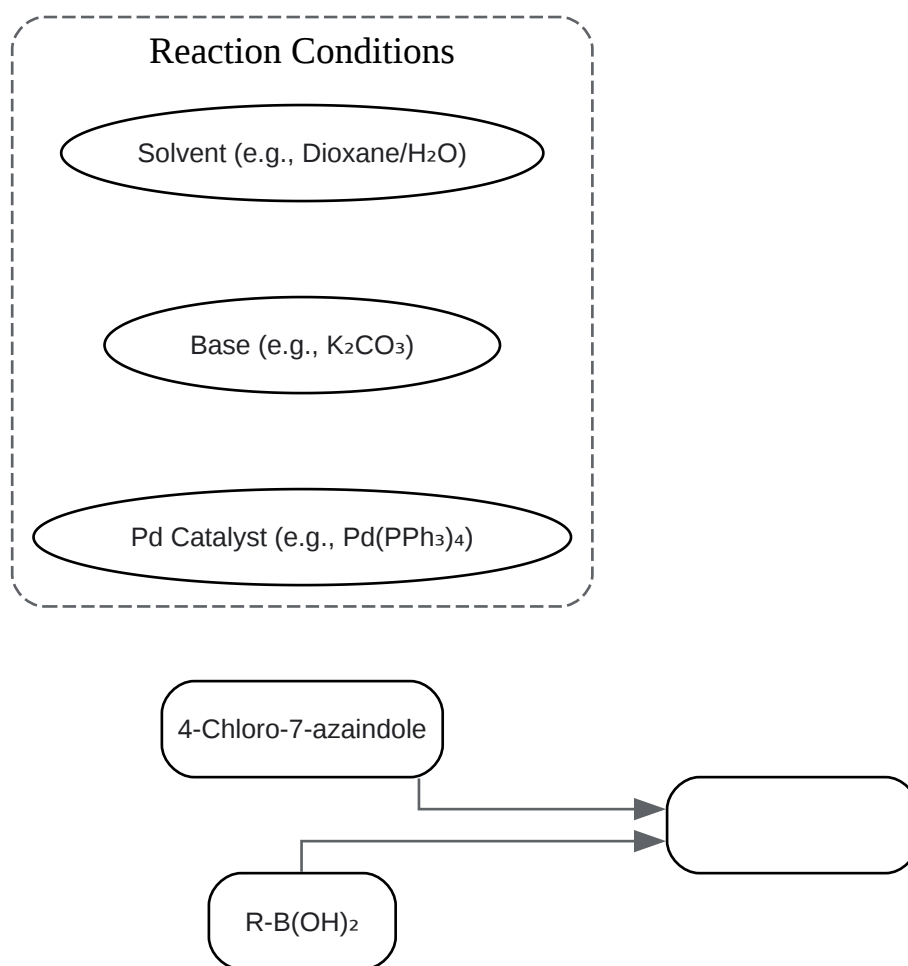 Reaction Conditions
Solvent (e.g., Dioxane/H₂O)
Base (e.g., K₂CO₃)
Pd Catalyst (e.g., Pd(PPh₃)₄)
4-Chloro-7-azaindole
R-B(OH)₂